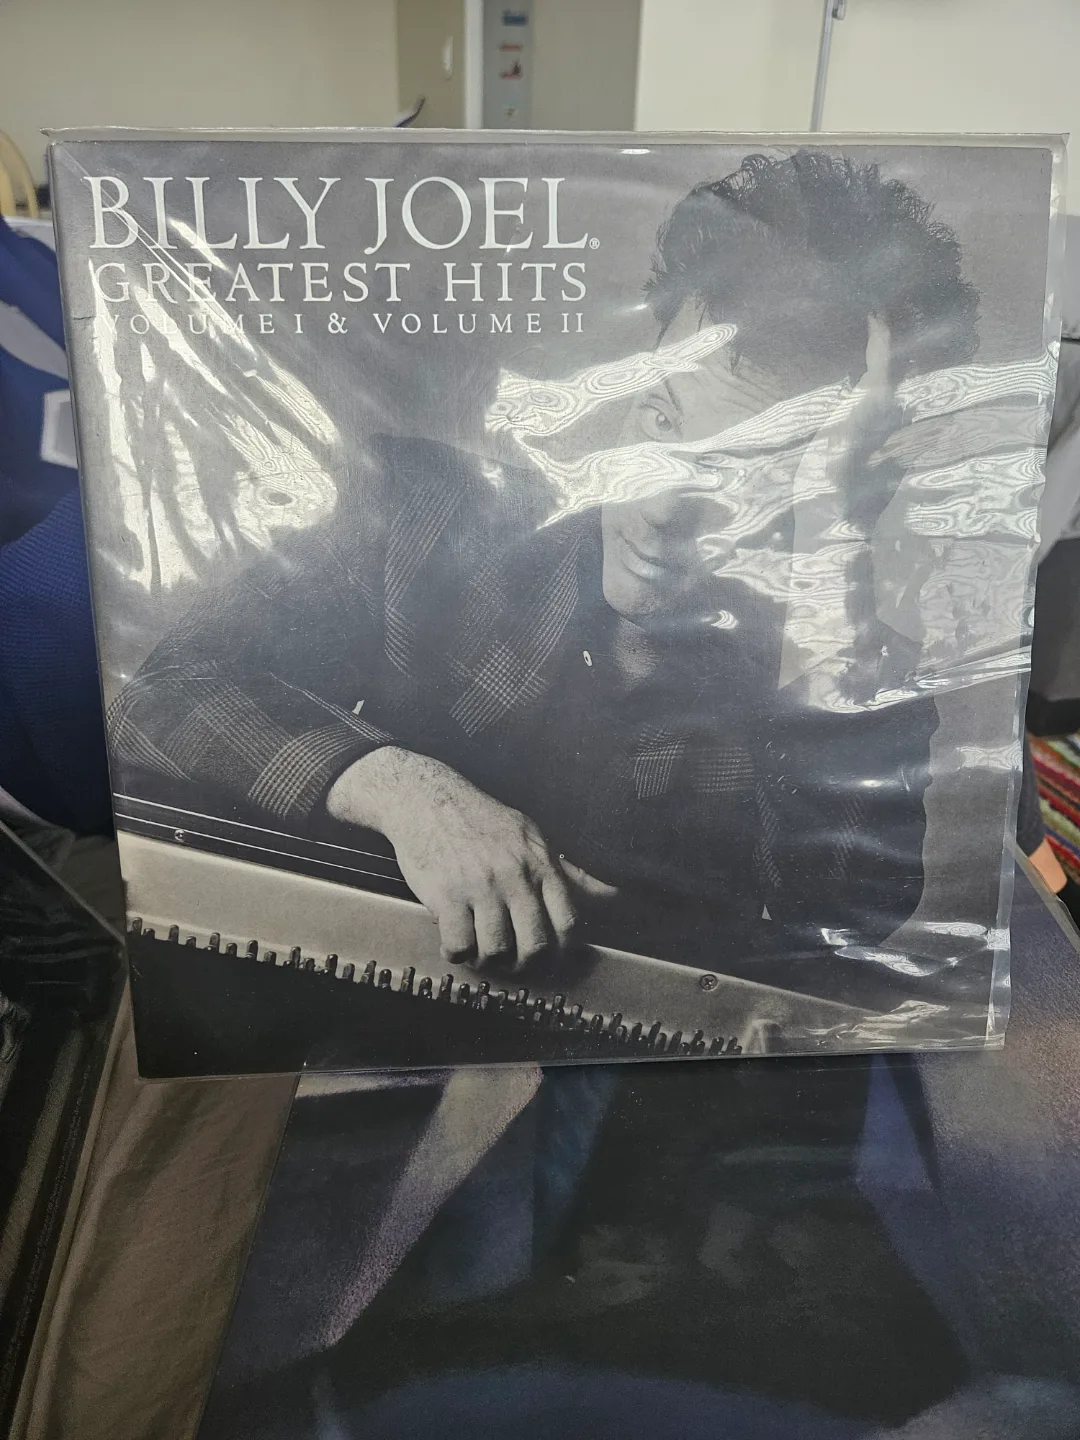 BILLY JOEL®
GREATEST HITS
VOLUME I & VOLUME II